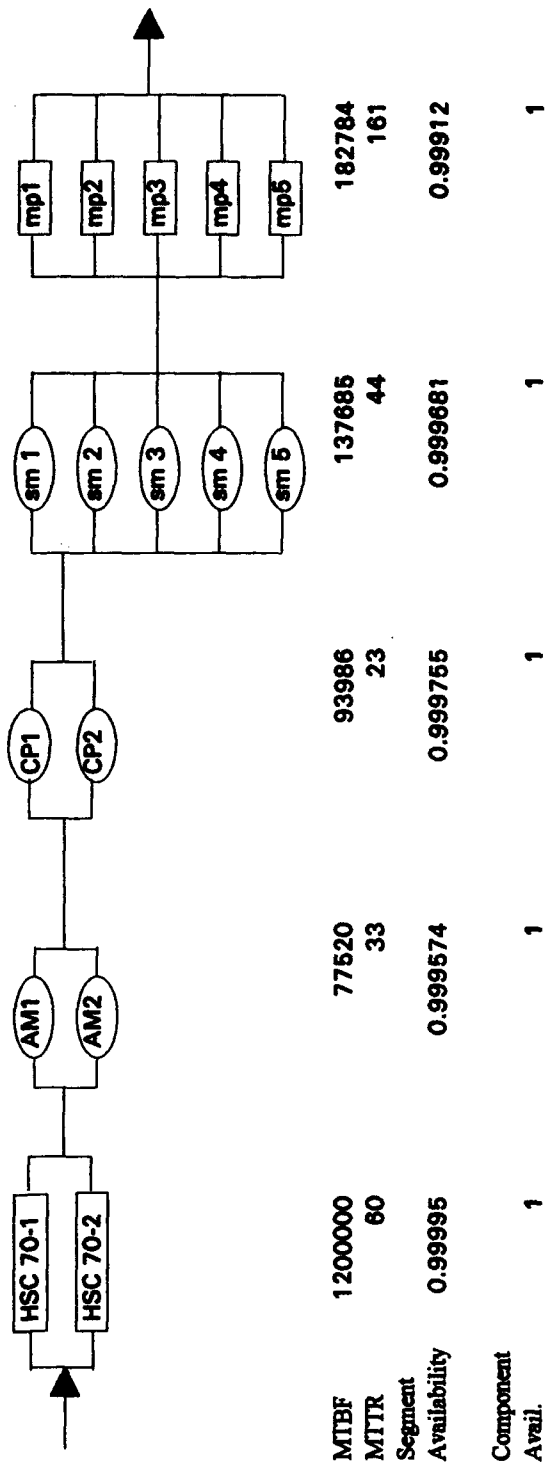 HSC 70-1 AM1 CP1 sm 1 mp1
HSC 70-2 AM2 CP2 sm 2 mp2
sm 3 mp3
sm 4 mp4
sm 5 mp5
MTBF 1200000 77520 93986 137685 182784
MTTR 60 33 23 44 161
Segment
Availability 0.99995 0.999574 0.999755 0.999681 0.99912
Component
Avail. 1 1 1 1 1